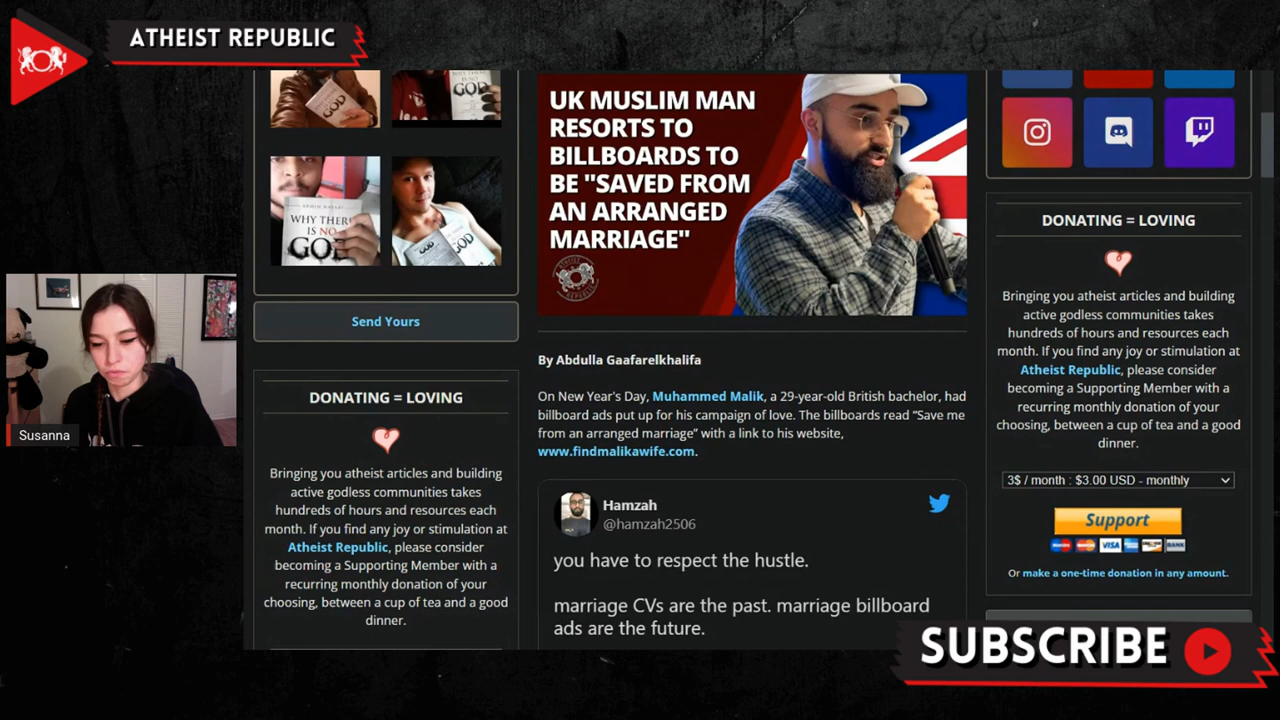 ATHEIST REPUBLIC
Susanna
GOD
GOD
WHY THERE
IS NO
GOD
GOD
GOD
Send Yours
DONATING = LOVING
Bringing you atheist articles and building
active godless communities takes
hundreds of hours and resources each
month. If you find any joy or stimulation at
Atheist Republic, please consider
becoming a Supporting Member with a
recurring monthly donation of your
choosing, between a cup of tea and a good
dinner.
UK MUSLIM MAN
RESORTS TO
BILLBOARDS TO
BE "SAVED FROM
AN ARRANGED
MARRIAGE"
By Abdulla Gaafarelkhalifa
On New Year's Day, Muhammed Malik, a 29-year-old British bachelor, had
billboard ads put up for his campaign of love. The billboards read “Save me
from an arranged marriage” with a link to his website,
www.findmalikawife.com.
Hamzah
@hamzah2506
you have to respect the hustle.
marriage CVs are the past. marriage billboard
ads are the future.
DONATING = LOVING
Bringing you atheist articles and building
active godless communities takes
hundreds of hours and resources each
month. If you find any joy or stimulation at
Atheist Republic, please consider
becoming a Supporting Member with a
recurring monthly donation of your
choosing, between a cup of tea and a good
dinner.
3$ / month : $3.00 USD - monthly
Support
VISA
BANK
Or make a one-time donation in any amount.
SUBSCRIBE